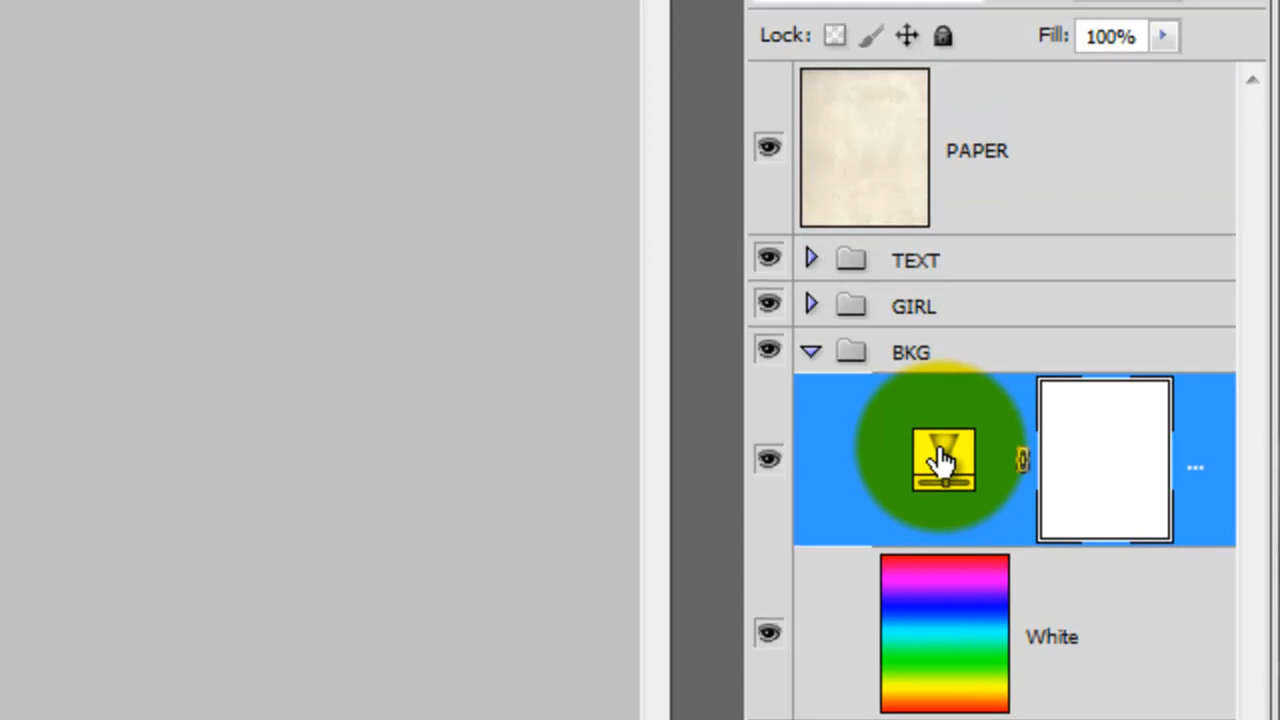 Lock:
Fill: 100%
PAPER
TEXT
GIRL
BKG
...
White